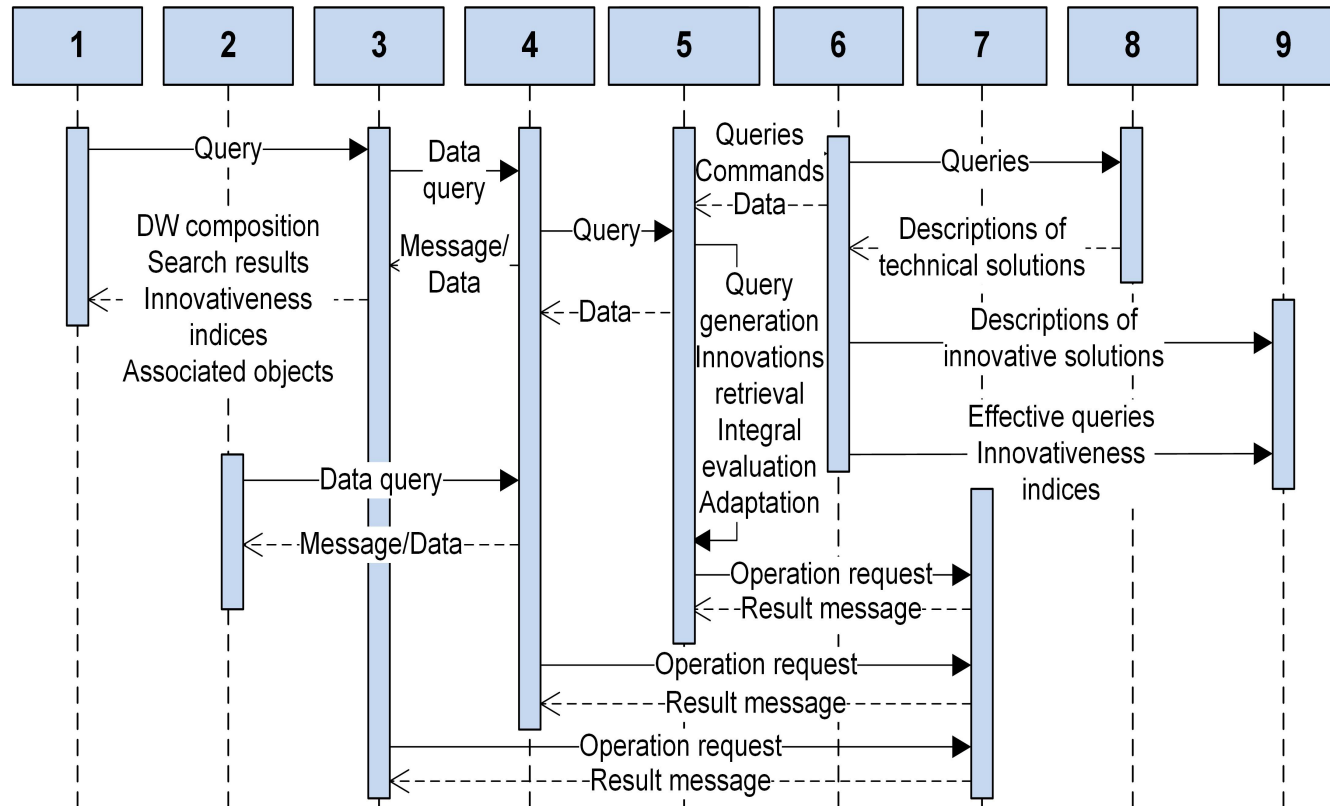 1
2
3
4
5
6
7
8
9
Query
Data
query
Queries
Commands
Data
Queries
DW composition
Search results
Innovativeness
indices
Associated objects
Message/
Data
Query
Data
Descriptions of
technical solutions
Query
generation
Innovations
retrieval
Integral
evaluation
Adaptation
Descriptions of
innovative solutions
Effective queries
Innovativeness
indices
Data query
Message/Data
Operation request
Result message
Operation request
Result message
Operation request
Result message